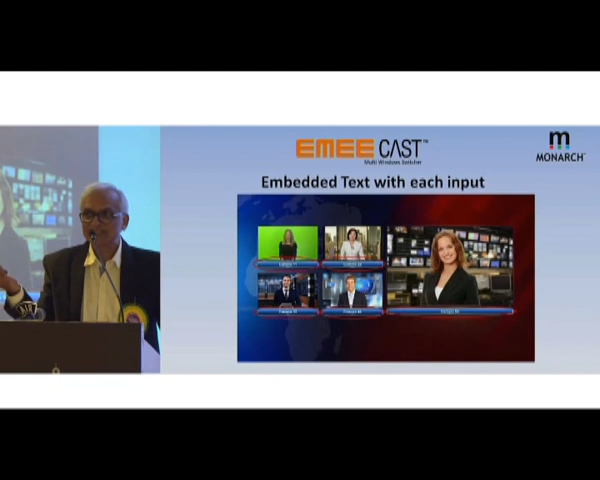 EMEE CAST™
Multi Windows Switcher
m
MONARCH
Embedded Text with each input